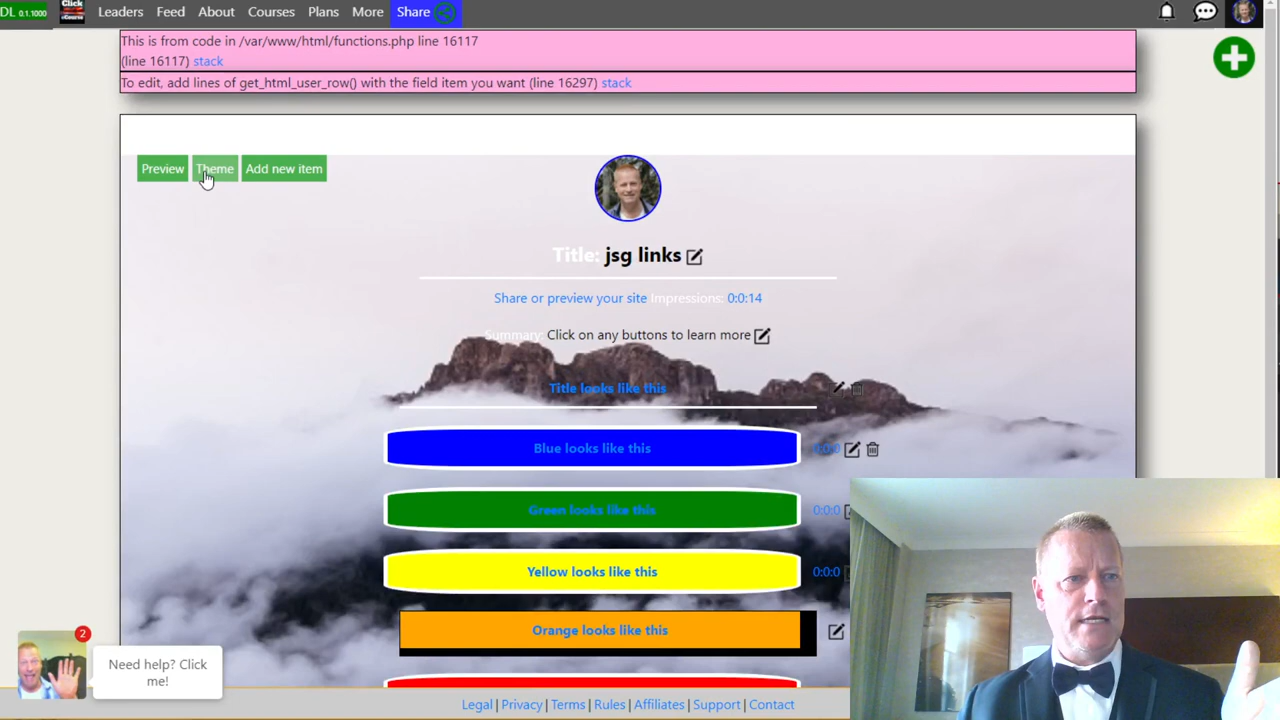 DL 0.1.1000 Click eCourse Leaders Feed About Courses Plans More Share
This is from code in /var/www/html/functions.php line 16117
(line 16117) stack
To edit, add lines of get_html_user_row() with the field item you want (line 16297) stack
Preview Theme Add new item
Title: jsg links
Share or preview your site Impressions: 0:0:14
Summary: Click on any buttons to learn more
Title looks like this
Blue looks like this 0:0:0
Green looks like this 0:0:0
Yellow looks like this 0:0:0
Orange looks like this
2
Need help? Click
me!
Legal | Privacy | Terms | Rules | Affiliates | Support | Contact